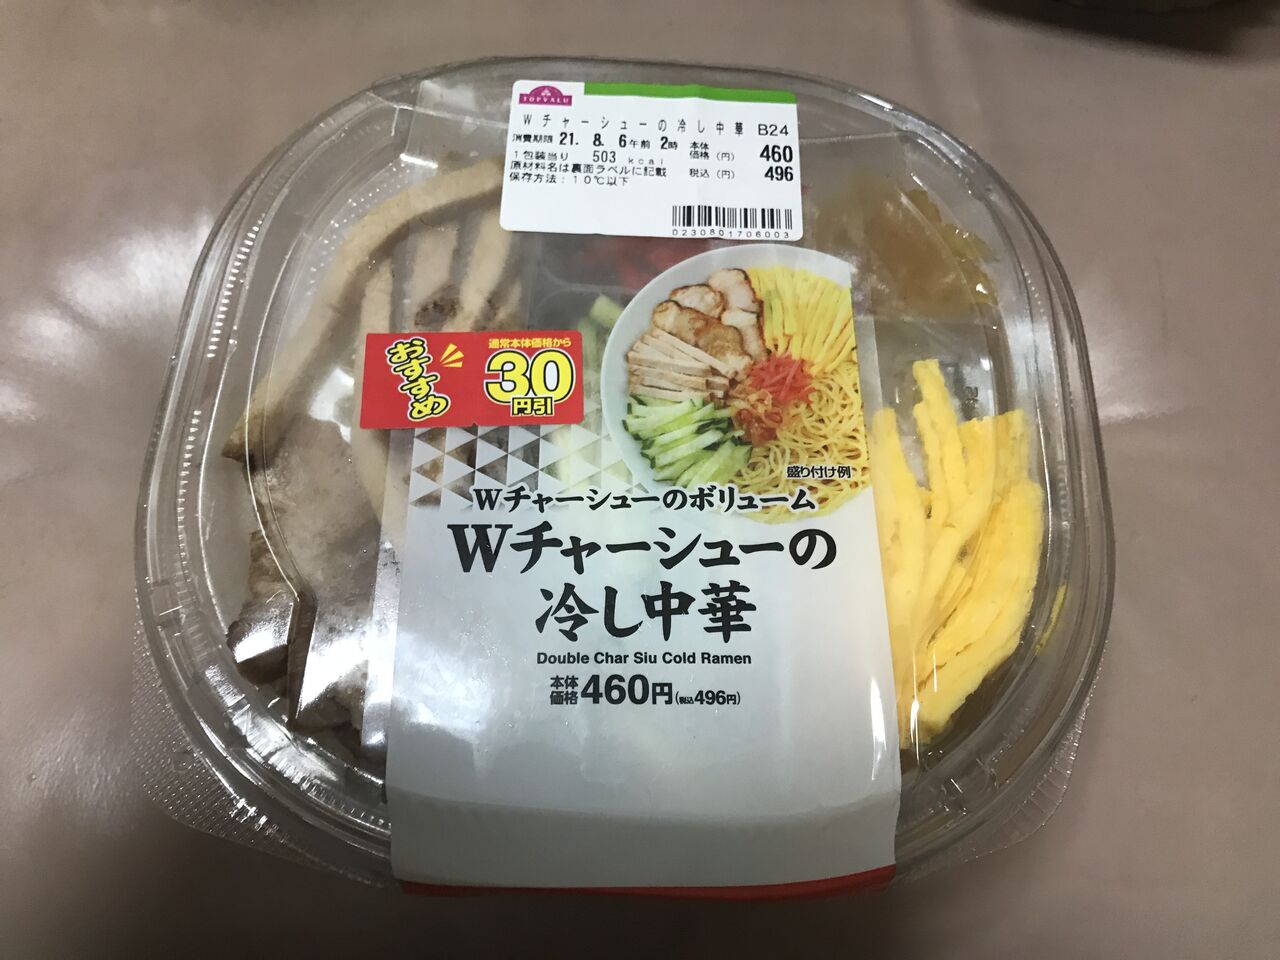 TOPVALU
Wチャーシューの冷し中華 B24
消費期限 21. 8. 6午前 2時 本体価格(円) 460
1包装当り 503 kcal
原材料名は裏面ラベルに記載 税込(円) 496
保存方法:10℃以下
0230801706003
おすすめ
通常本体価格から
30
円引
盛り付け例
Wチャーシューのボリューム
Wチャーシューの
冷し中華
Double Char Siu Cold Ramen
本体価格460円(税込496円)